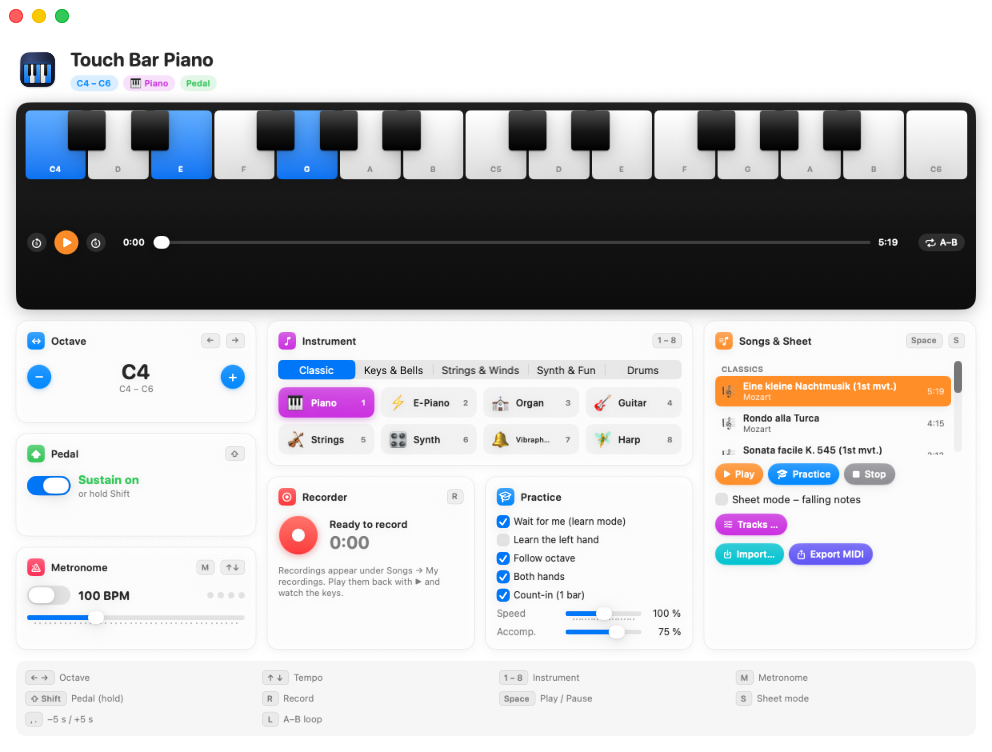 Touch Bar Piano
C4 – C6 Piano Pedal
C4 D E F G A B C5 D E F G A B C6
0:00 5:19 A–B
Octave ← →
− C4 +
C4 – C6
Pedal
Sustain on
or hold Shift
Metronome M ↑↓
100 BPM
Instrument 1 – 8
Classic Keys & Bells Strings & Winds Synth & Fun Drums
Piano 1 E-Piano 2 Organ 3 Guitar 4
Strings 5 Synth 6 Vibraph... 7 Harp 8
Recorder R
Ready to record
0:00
Recordings appear under Songs → My
recordings. Play them back with ▶ and
watch the keys.
Practice
Wait for me (learn mode)
Learn the left hand
Follow octave
Both hands
Count-in (1 bar)
Speed 100 %
Accomp. 75 %
Songs & Sheet Space S
CLASSICS
Eine kleine Nachtmusik (1st mvt.) 5:19
Mozart
Rondo alla Turca 4:15
Mozart
Sonata facile K. 545 (1st mvt.)
Play Practice Stop
Sheet mode – falling notes
Tracks ...
Import... Export MIDI
← → Octave ↑ ↓ Tempo 1 – 8 Instrument M Metronome
⇧ Shift Pedal (hold) R Record Space Play / Pause S Sheet mode
, . −5 s / +5 s L A–B loop